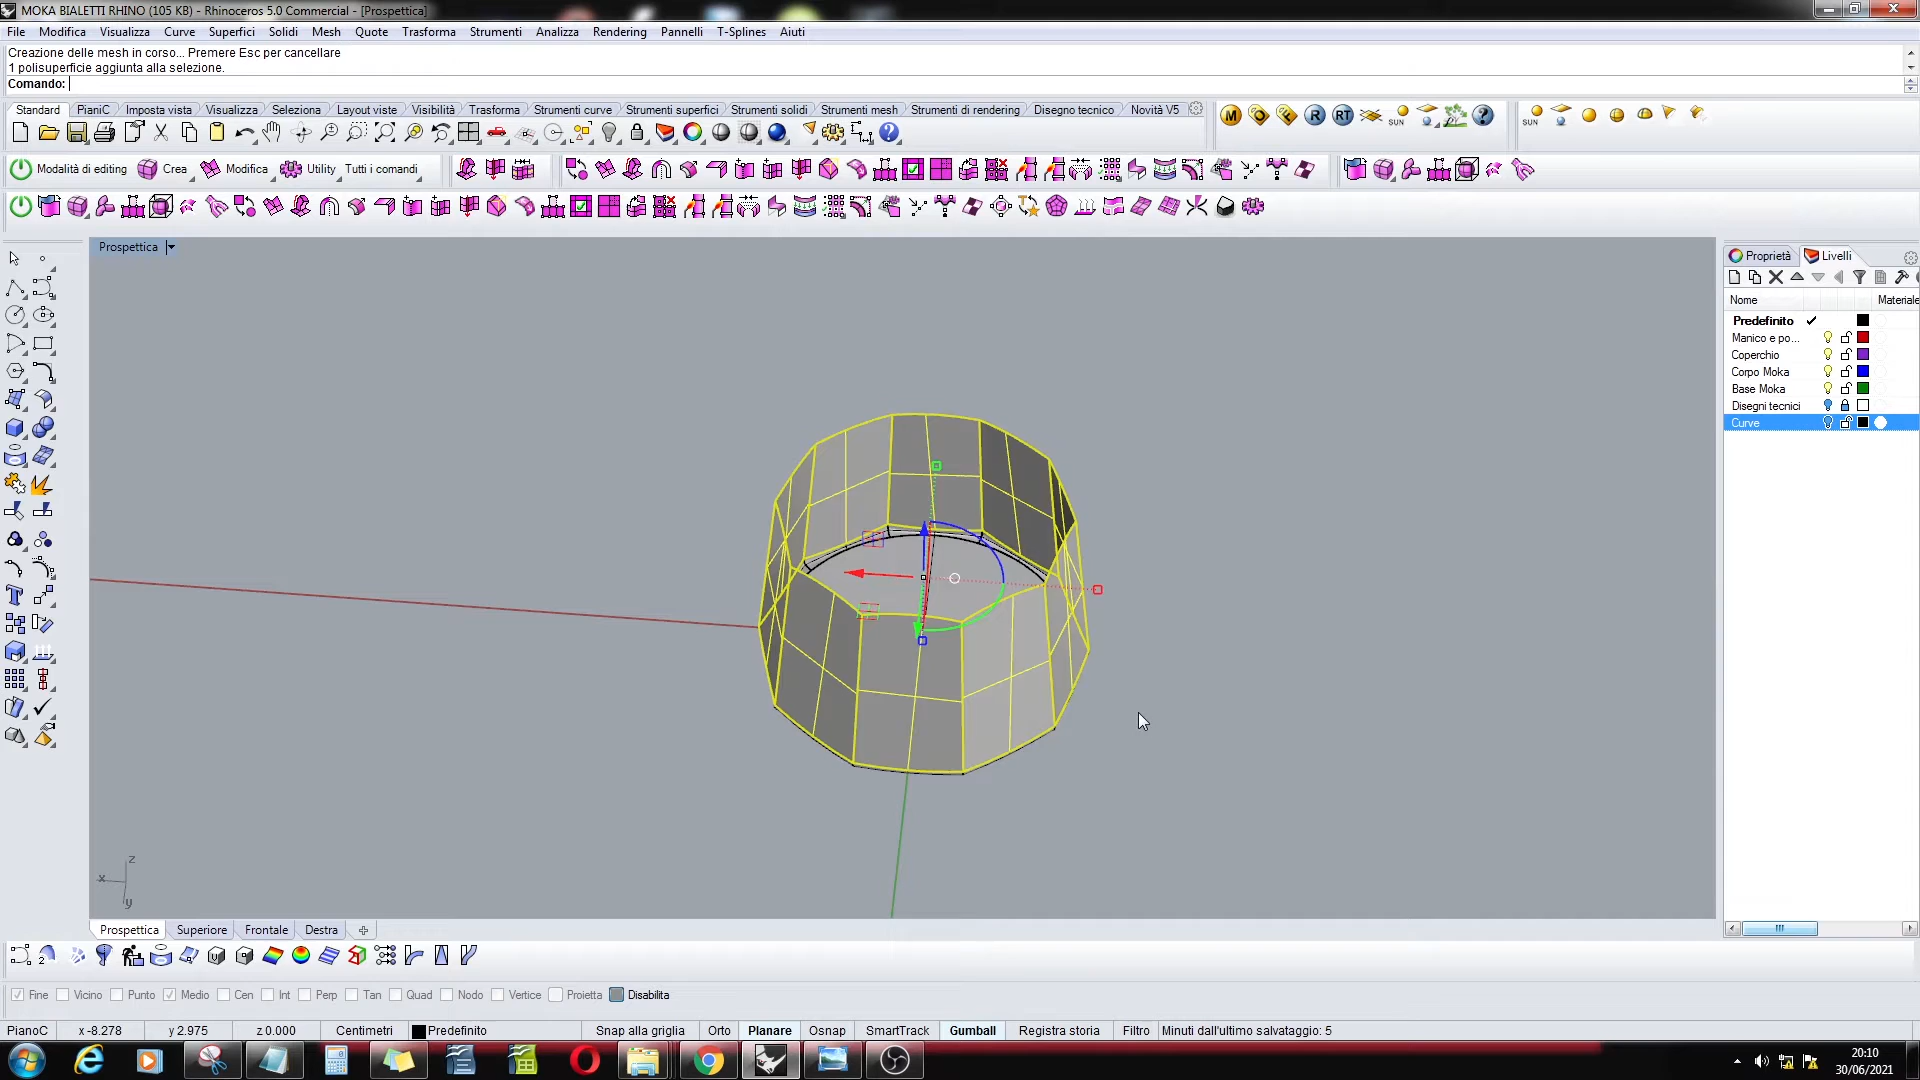 MOKA BIALETTI RHINO (105 KB) - Rhinoceros 5.0 Commercial - [Prospettica]
File Modifica Visualizza Curve Superfici Solidi Mesh Quote Trasforma Strumenti Analizza Rendering Pannelli T-Splines Aiuti
Creazione delle mesh in corso... Premere Esc per cancellare
1 polisuperficie aggiunta alla selezione.
Comando:
Standard PianiC Imposta vista Visualizza Seleziona Layout viste Visibilità Trasforma Strumenti curve Strumenti superfici Strumenti solidi Strumenti mesh Strumenti di rendering Disegno tecnico Novità V5
M R RT SUN SUN
Modalità di editing Crea Modifica Utility Tutti i comandi
Prospettica
Proprietà Livelli
Nome Materiale
Predefinito
Manico e po...
Coperchio
Corpo Moka
Base Moka
Disegni tecnici
Curve
z
x
y
Prospettica Superiore Frontale Destra
Fine Vicino Punto Medio Cen Int Perp Tan Quad Nodo Vertice Proietta Disabilita
PianoC x -8.278 y 2.975 z 0.000 Centimetri Predefinito Snap alla griglia Orto Planare Osnap SmartTrack Gumball Registra storia Filtro Minuti dall'ultimo salvataggio: 5
20:10
30/06/2021